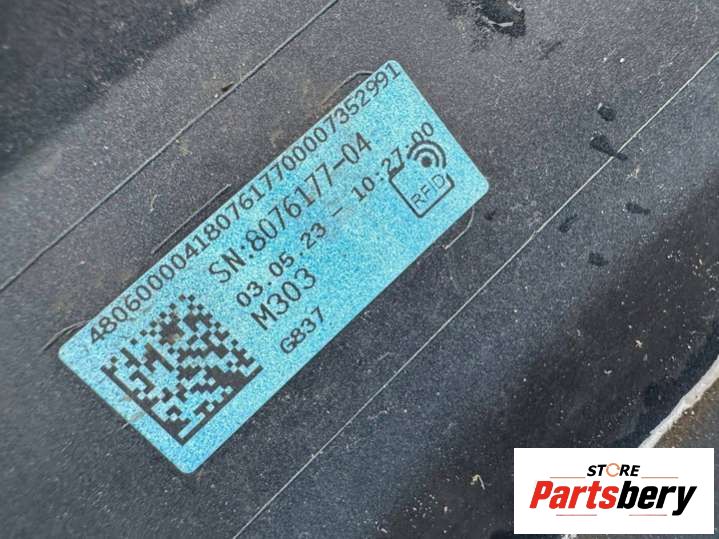 4806000041807617700007352991
SN:8076177-04
03.05.23 - 10:27:00
M303
G837
RFID
STORE
Partsbery